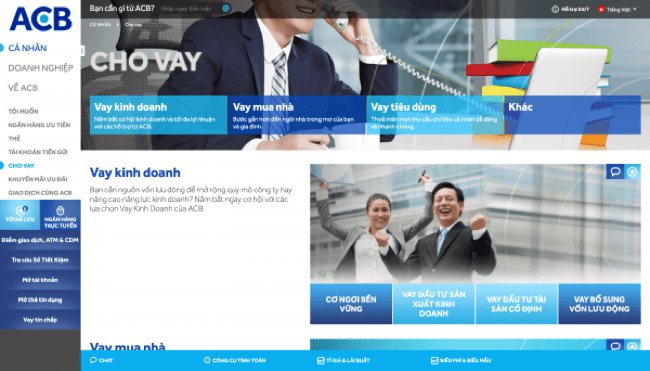 ACB
CÁ NHÂN
DOANH NGHIỆP
VỀ ACB
TÔI MUỐN
NGÂN HÀNG ƯU TIÊN
THẺ
TÀI KHOẢN TIỀN GỬI
CHO VAY
KHUYẾN MÃI ƯU ĐÃI
GIAO DỊCH CÙNG ACB
TÔI ĐÃ LƯU
NGÂN HÀNG
TRỰC TUYẾN
Điểm giao dịch, ATM & CDM
Tra cứu Sổ Tiết Kiệm
Mở tài khoản
Mở thẻ tín dụng
Vay tín chấp
Bạn cần gì từ ACB?
Nhập ngay thắc mắc
Hỗ trợ 24/7
Tiếng Việt
CÁ NHÂN
Cho vay
CHO VAY
Vay kinh doanh
Nắm bắt cơ hội kinh doanh và tối đa lợi nhuận
với các hỗ trợ từ ACB.
Vay mua nhà
Bước gần hơn đến ngôi nhà trong mơ của bạn
và gia đình.
Vay tiêu dùng
Thoả mãn mọi nhu cầu chi tiêu cá nhân dễ dàng
và nhanh chóng.
Khác
Vay kinh doanh
Bạn cần nguồn vốn lưu động để mở rộng quy mô công ty hay
nâng cao năng lực kinh doanh? Nắm bắt ngay cơ hội với các
lựa chọn Vay Kinh Doanh của ACB.
CƠ NGƠI BỀN
VỮNG
VAY ĐẦU TƯ SẢN
XUẤT KINH
DOANH
VAY ĐẦU TƯ TÀI
SẢN CỐ ĐỊNH
VAY BỔ SUNG
VỐN LƯU ĐỘNG
Vay mua nhà
CHAT
CÔNG CỤ TÍNH TOÁN
TỈ GIÁ & LÃI SUẤT
BIỂU PHÍ & BIỂU MẪU